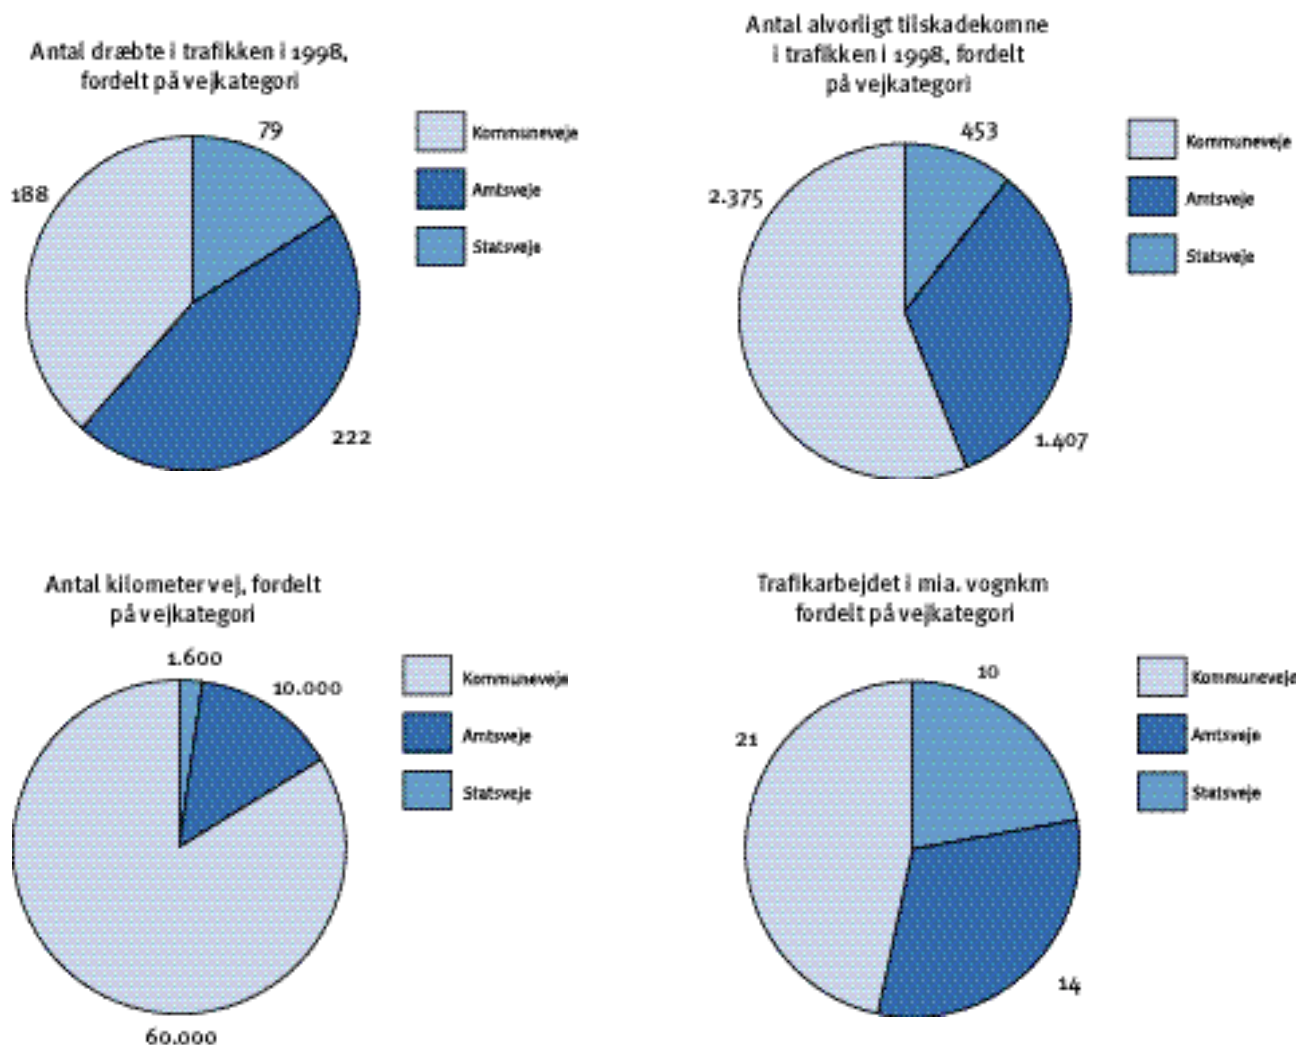 Antal dræbte i trafikken i 1998,
fordelt på vejkategori
79
188
222
Kommuneveje
Amtsveje
Statsveje
Antal alvorligt tilskadekomne
i trafikken i 1998, fordelt
på vejkategori
453
2.375
1.407
Kommuneveje
Amtsveje
Statsveje
Antal kilometer vej, fordelt
på vejkategori
1.600
10.000
60.000
Kommuneveje
Amtsveje
Statsveje
Trafikarbejdet i mia. vognkm
fordelt på vejkategori
10
21
14
Kommuneveje
Amtsveje
Statsveje